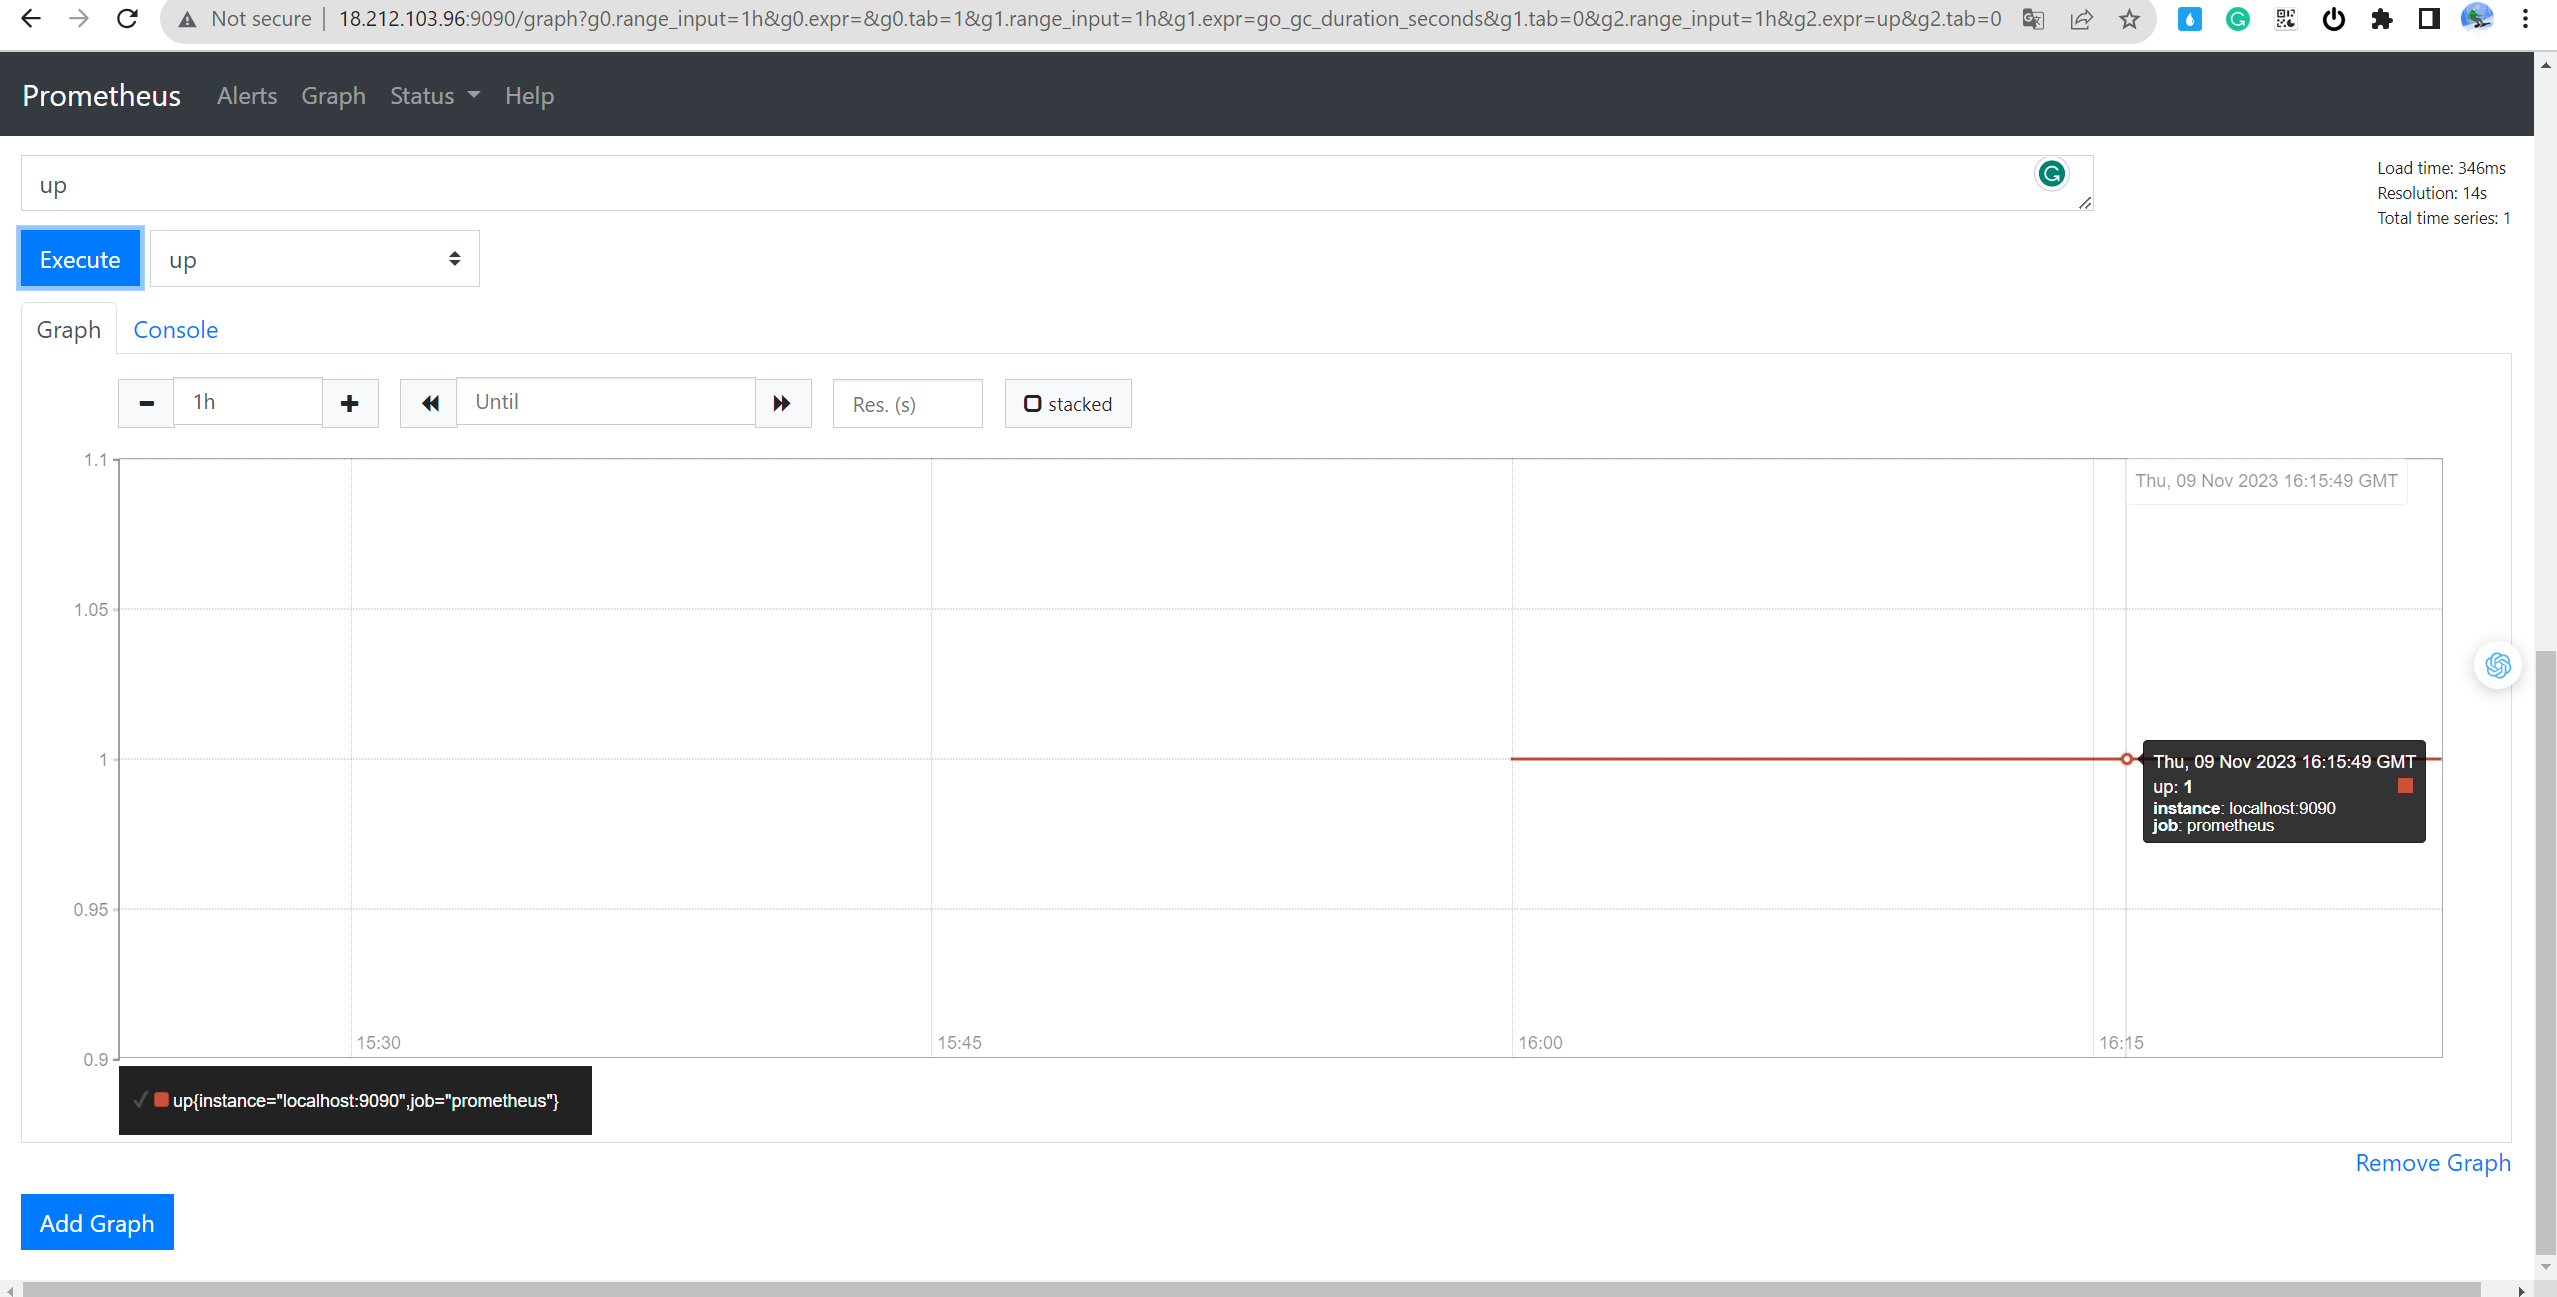 Not secure | 18.212.103.96:9090/graph?g0.range_input=1h&g0.expr=&g0.tab=1&g1.range_input=1h&g1.expr=go_gc_duration_seconds&g1.tab=0&g2.range_input=1h&g2.expr=up&g2.tab=0
Prometheus Alerts Graph Status Help
up
Load time: 346ms
Resolution: 14s
Total time series: 1
Execute up
Graph Console
1h Until Res. (s) stacked
1.1
Thu, 09 Nov 2023 16:15:49 GMT
1.05
1
Thu, 09 Nov 2023 16:15:49 GMT
up: 1
instance: localhost:9090
job: prometheus
0.95
15:30 15:45 16:00 16:15
0.9
up{instance="localhost:9090",job="prometheus"}
Remove Graph
Add Graph